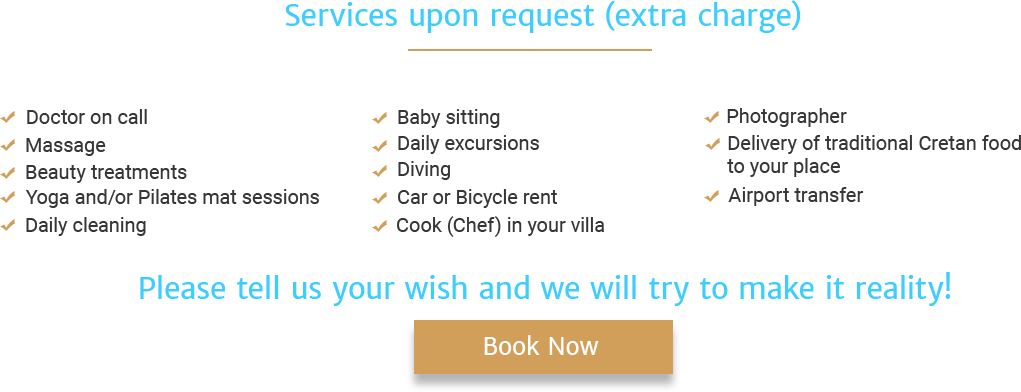 Services upon request (extra charge)
Doctor on call
Massage
Beauty treatments
Yoga and/or Pilates mat sessions
Daily cleaning
Baby sitting
Daily excursions
Diving
Car or Bicycle rent
Cook (Chef) in your villa
Photographer
Delivery of traditional Cretan food
to your place
Airport transfer
Please tell us your wish and we will try to make it reality!
Book Now